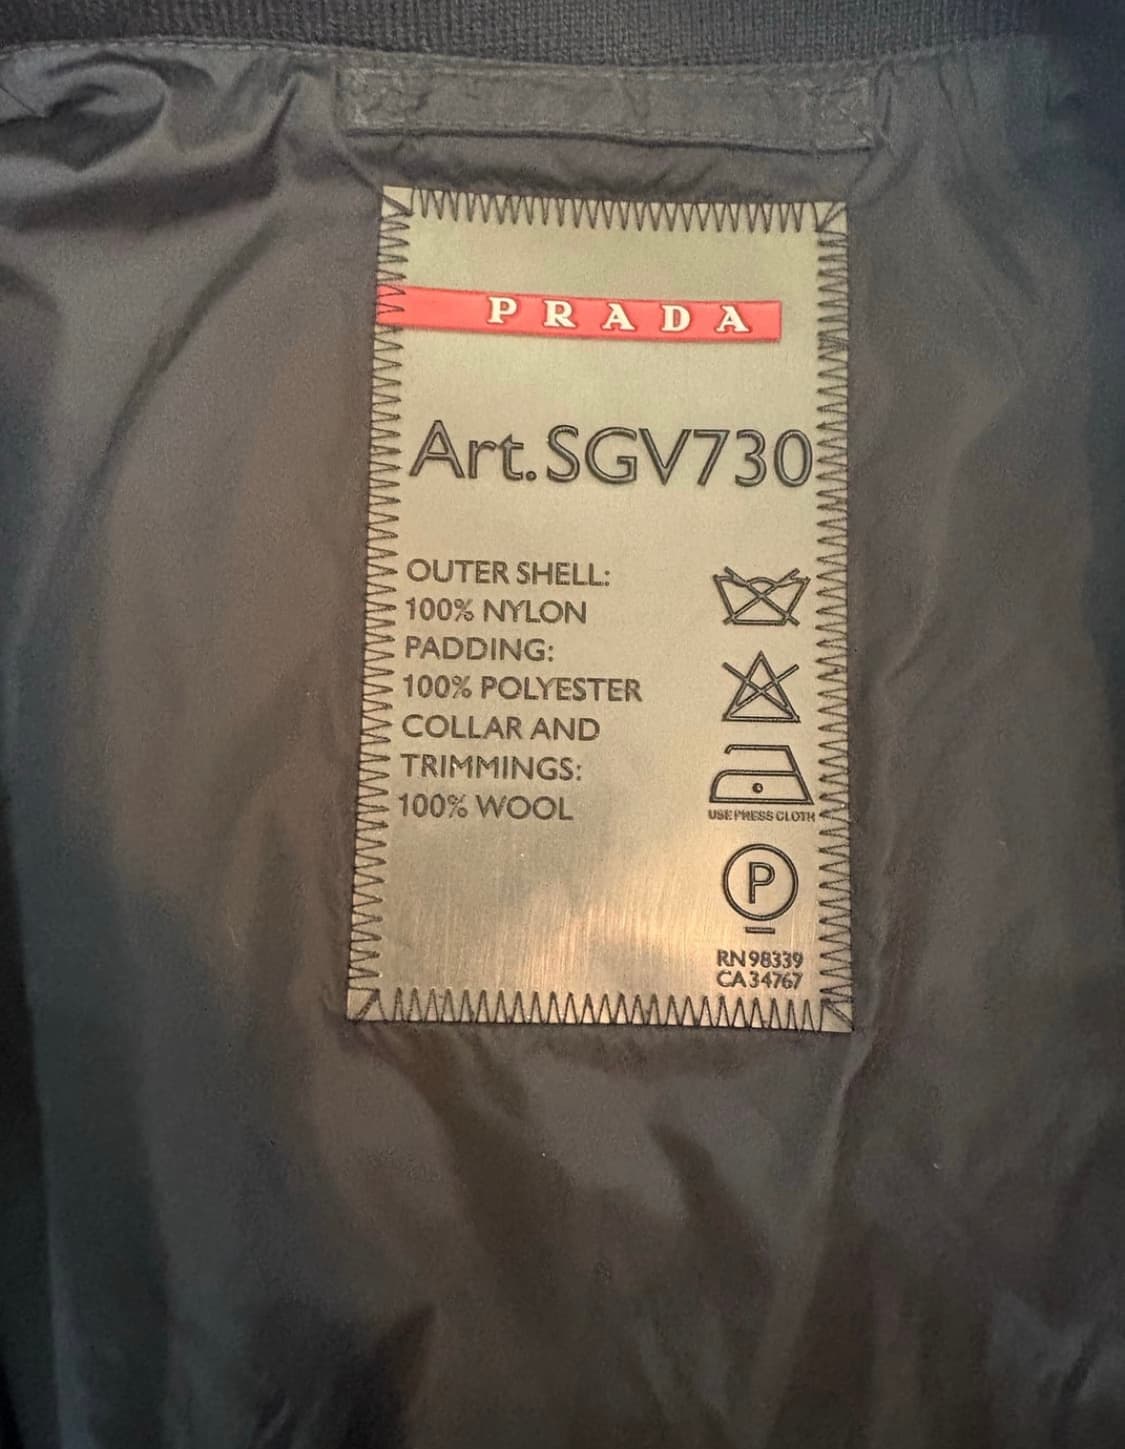 PRADA
Art.SGV730
OUTER SHELL:
100% NYLON
PADDING:
100% POLYESTER
COLLAR AND
TRIMMINGS:
100% WOOL
USE PRESS CLOTH
P
RN 98339
CA 34767